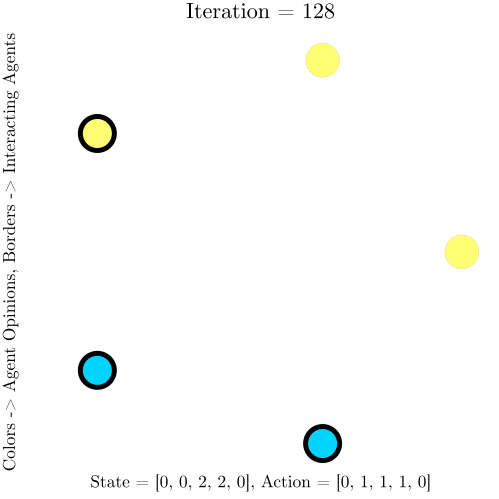 Iteration = 128
Colors -> Agent Opinions, Borders -> Interacting Agents
State = [0, 0, 2, 2, 0], Action = [0, 1, 1, 1, 0]